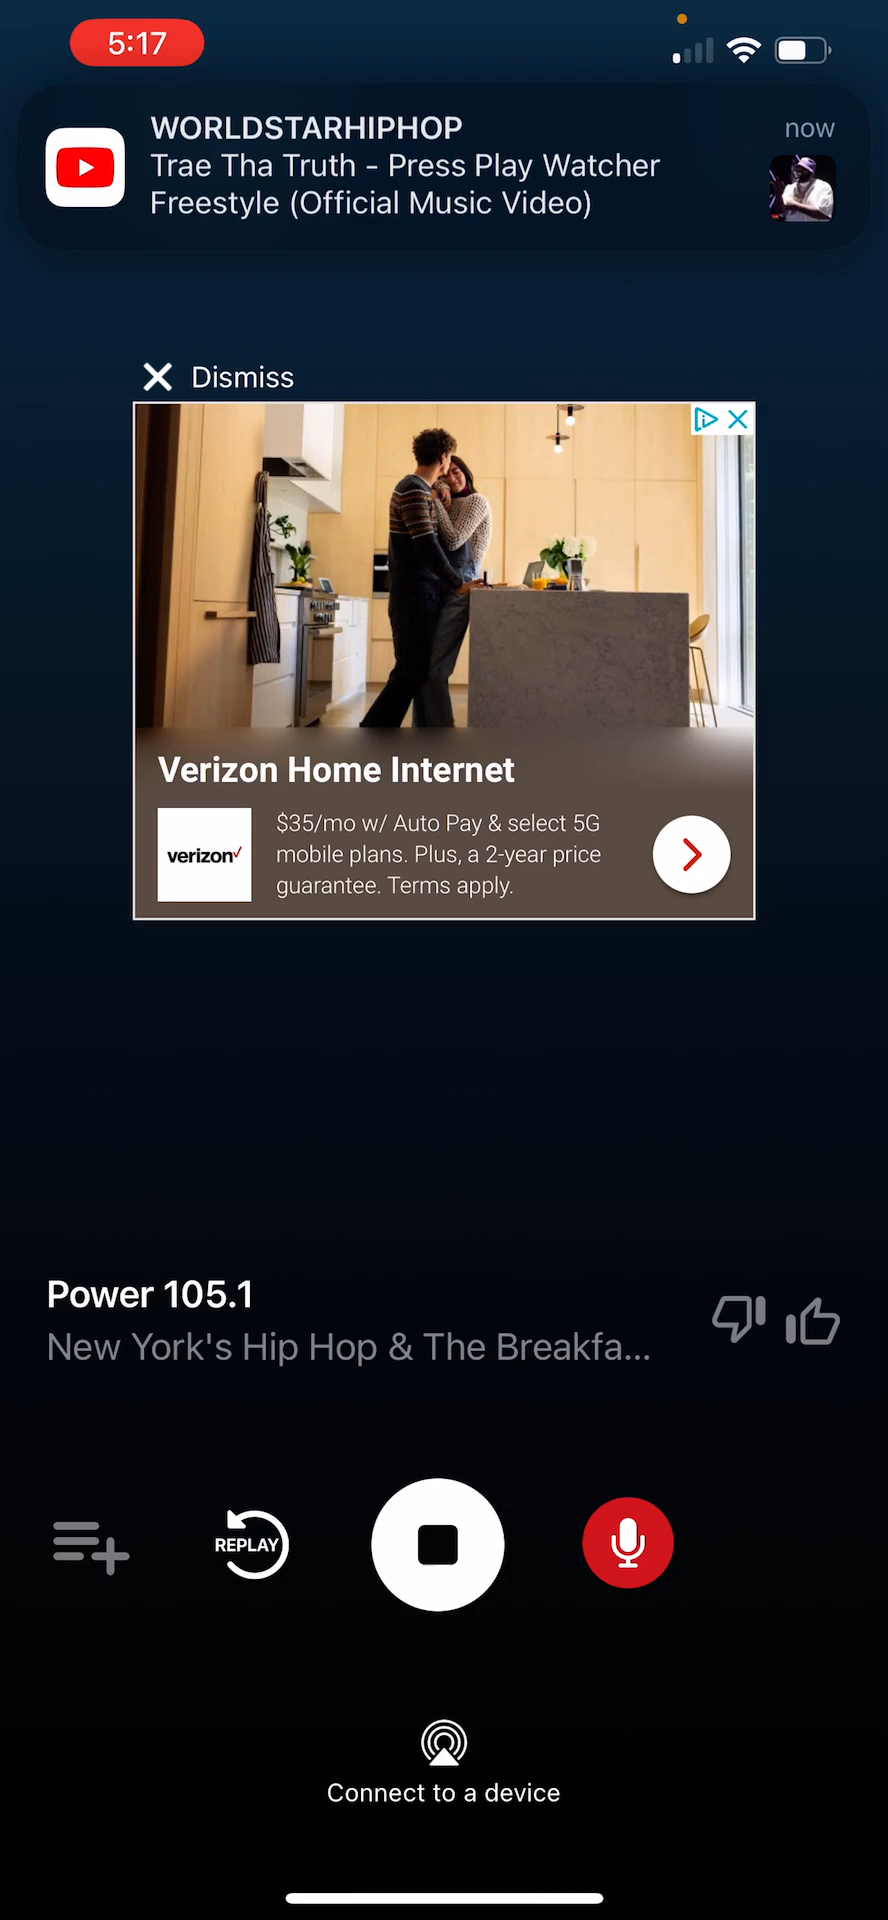 5:17
WORLDSTARHIPHOP
now
Trae Tha Truth - Press Play Watcher
Freestyle (Official Music Video)
Dismiss
Verizon Home Internet
verizon
$35/mo w/ Auto Pay & select 5G
mobile plans. Plus, a 2-year price
guarantee. Terms apply.
Power 105.1
New York's Hip Hop & The Breakfa...
REPLAY
Connect to a device